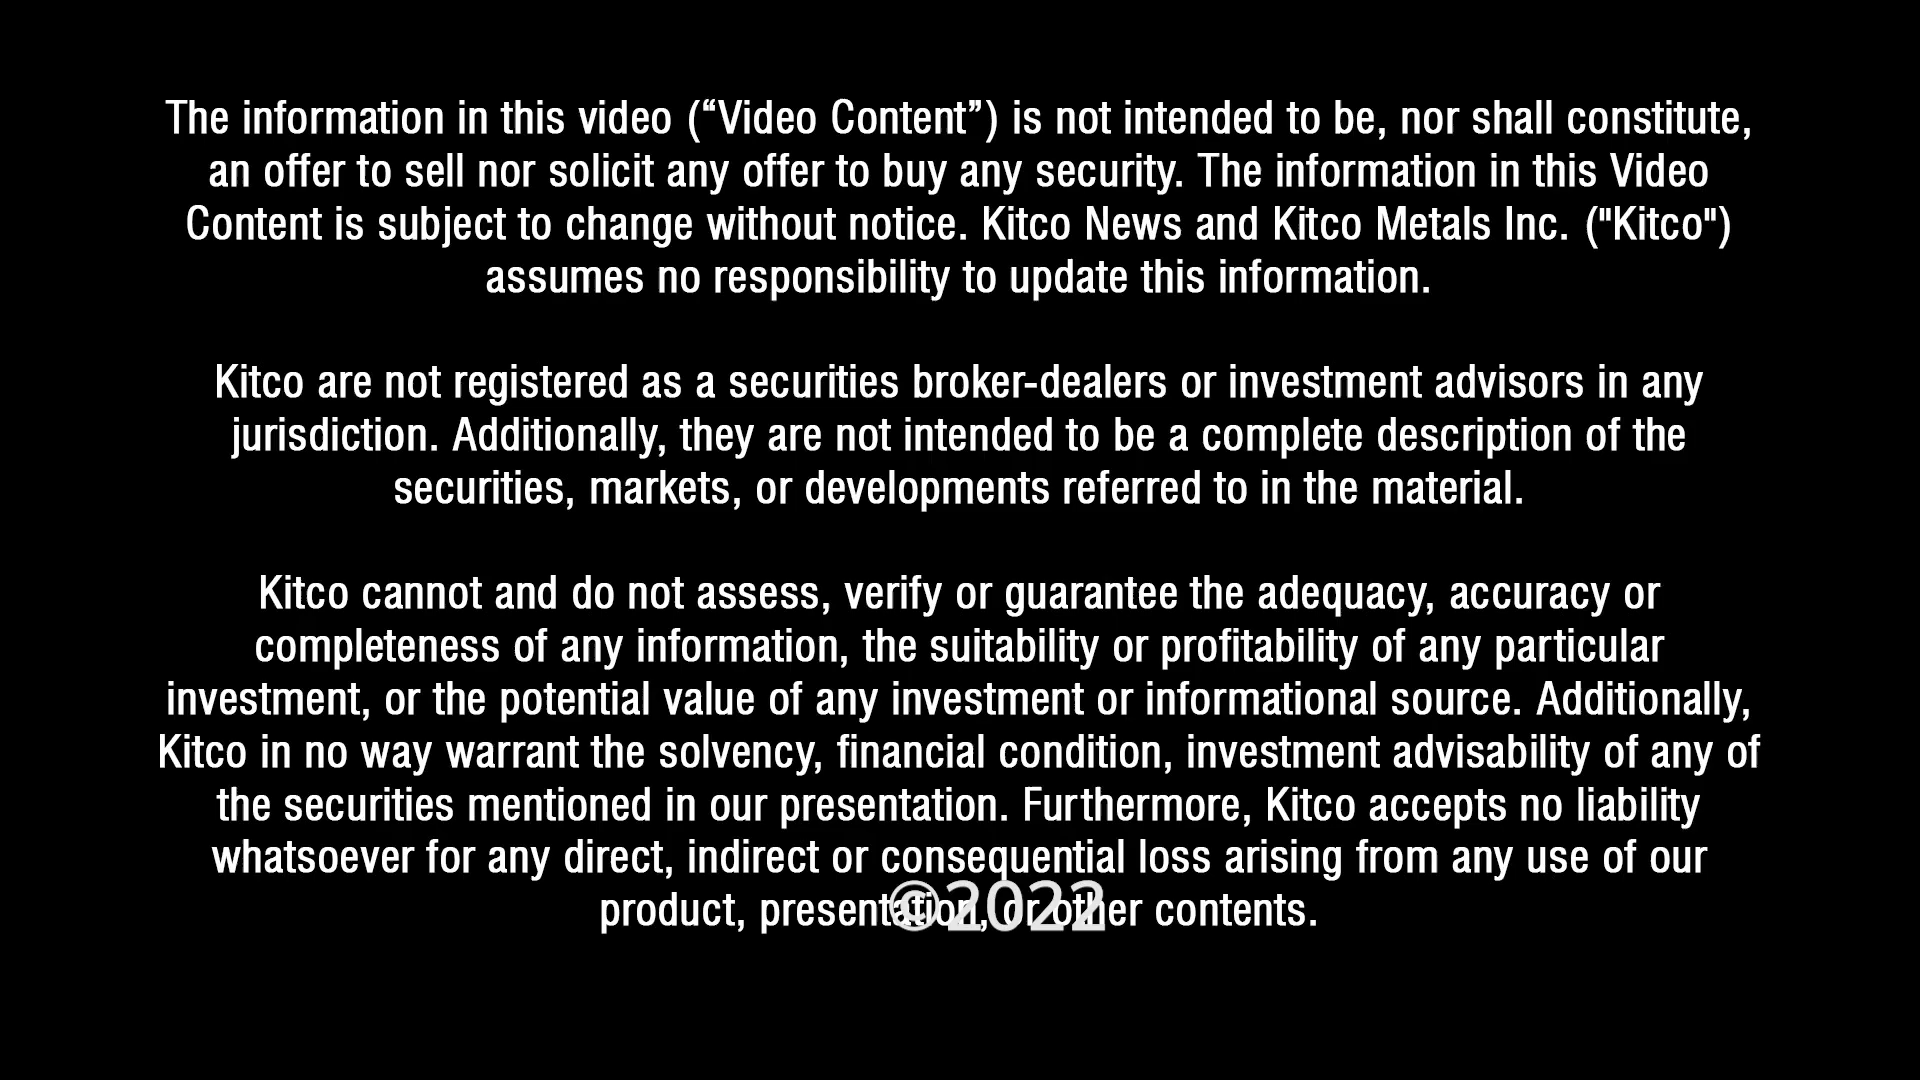 The information in this video (“Video Content”) is not intended to be, nor shall constitute,
an offer to sell nor solicit any offer to buy any security. The information in this Video
Content is subject to change without notice. Kitco News and Kitco Metals Inc. ("Kitco")
assumes no responsibility to update this information.
Kitco are not registered as a securities broker-dealers or investment advisors in any
jurisdiction. Additionally, they are not intended to be a complete description of the
securities, markets, or developments referred to in the material.
Kitco cannot and do not assess, verify or guarantee the adequacy, accuracy or
completeness of any information, the suitability or profitability of any particular
investment, or the potential value of any investment or informational source. Additionally,
Kitco in no way warrant the solvency, financial condition, investment advisability of any of
the securities mentioned in our presentation. Furthermore, Kitco accepts no liability
whatsoever for any direct, indirect or consequential loss arising from any use of our
product, presentation, or other contents.
©2022